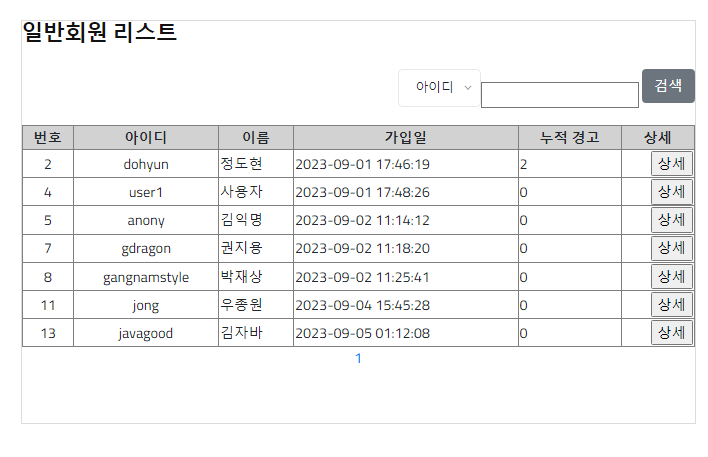 일반회원 리스트
아이디 검색
번호 아이디 이름 가입일 누적 경고 상세
2 dohyun 정도현 2023-09-01 17:46:19 2 상세
4 user1 사용자 2023-09-01 17:48:26 0 상세
5 anony 김익명 2023-09-02 11:14:12 0 상세
7 gdragon 권지용 2023-09-02 11:18:20 0 상세
8 gangnamstyle 박재상 2023-09-02 11:25:41 0 상세
11 jong 우종원 2023-09-04 15:45:28 0 상세
13 javagood 김자바 2023-09-05 01:12:08 0 상세
1